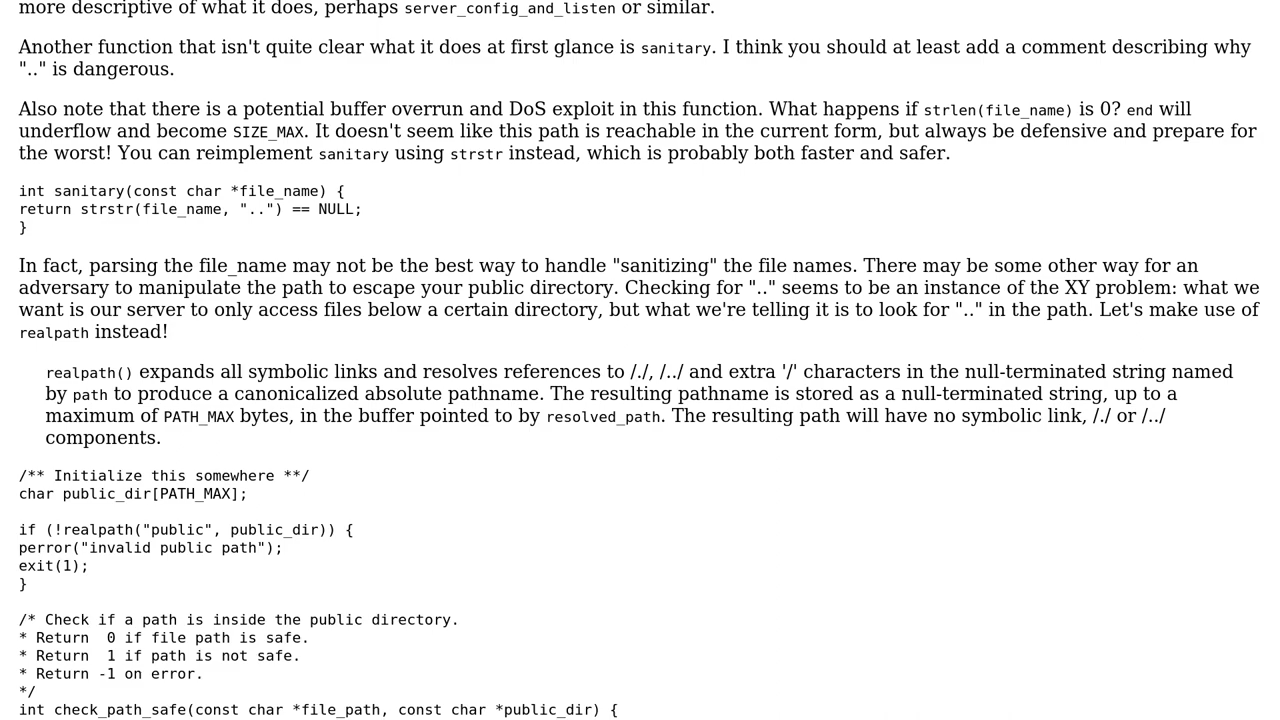 more descriptive of what it does, perhaps server_config_and_listen or similar.
Another function that isn't quite clear what it does at first glance is sanitary. I think you should at least add a comment describing why
".." is dangerous.
Also note that there is a potential buffer overrun and DoS exploit in this function. What happens if strlen(file_name) is 0? end will
underflow and become SIZE_MAX. It doesn't seem like this path is reachable in the current form, but always be defensive and prepare for
the worst! You can reimplement sanitary using strstr instead, which is probably both faster and safer.
int sanitary(const char *file_name) {
return strstr(file_name, "..") == NULL;
}
In fact, parsing the file_name may not be the best way to handle "sanitizing" the file names. There may be some other way for an
adversary to manipulate the path to escape your public directory. Checking for ".." seems to be an instance of the XY problem: what we
want is our server to only access files below a certain directory, but what we're telling it is to look for ".." in the path. Let's make use of
realpath instead!
realpath() expands all symbolic links and resolves references to /./, /../ and extra '/' characters in the null-terminated string named
by path to produce a canonicalized absolute pathname. The resulting pathname is stored as a null-terminated string, up to a
maximum of PATH_MAX bytes, in the buffer pointed to by resolved_path. The resulting path will have no symbolic link, /./ or /../
components.
/** Initialize this somewhere **/
char public_dir[PATH_MAX];
if (!realpath("public", public_dir)) {
perror("invalid public path");
exit(1);
}
/* Check if a path is inside the public directory.
* Return  0 if file path is safe.
* Return  1 if path is not safe.
* Return -1 on error.
*/
int check_path_safe(const char *file_path, const char *public_dir) {